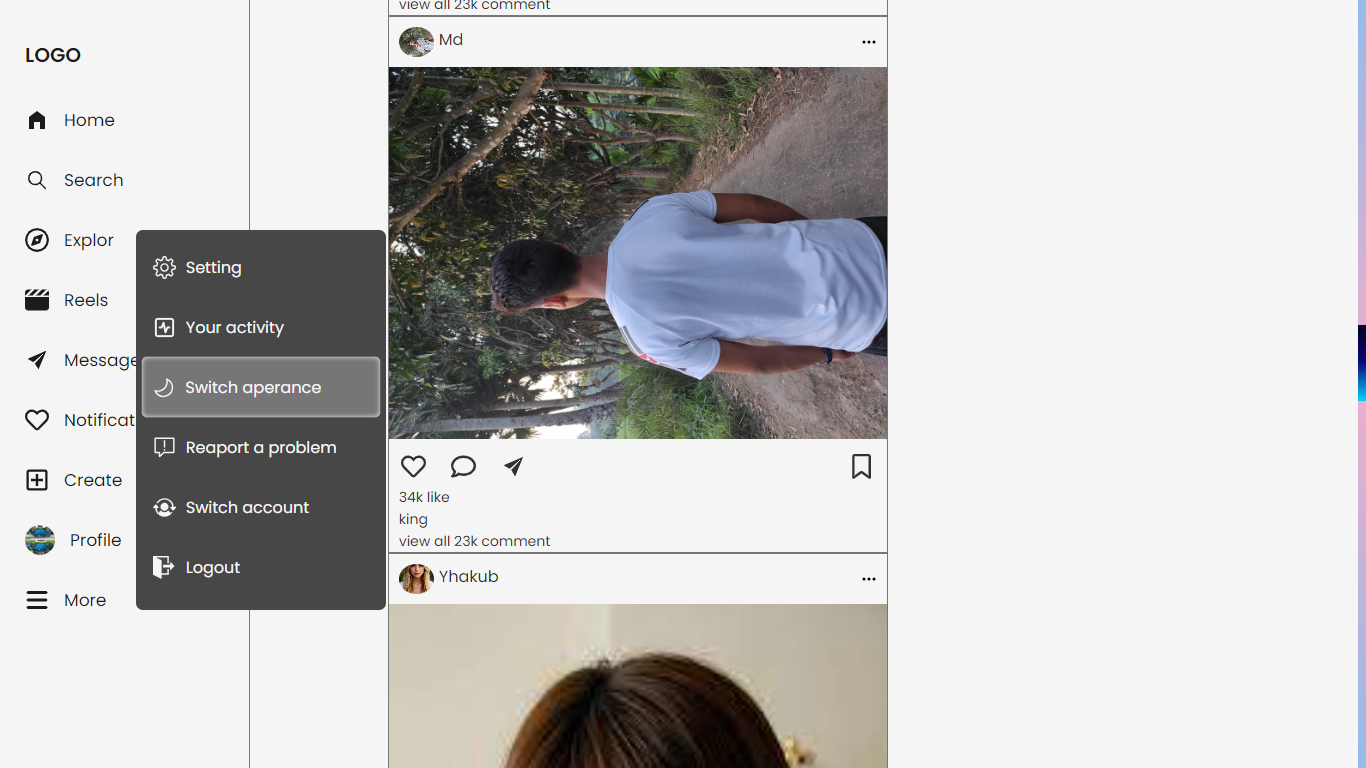 view all 23k comment
LOGO
Home
Search
Explor
Reels
Message
Notificat
Create
Profile
More
Setting
Your activity
Switch aperance
Reaport a problem
Switch account
Logout
Md
34k like
king
view all 23k comment
Yhakub